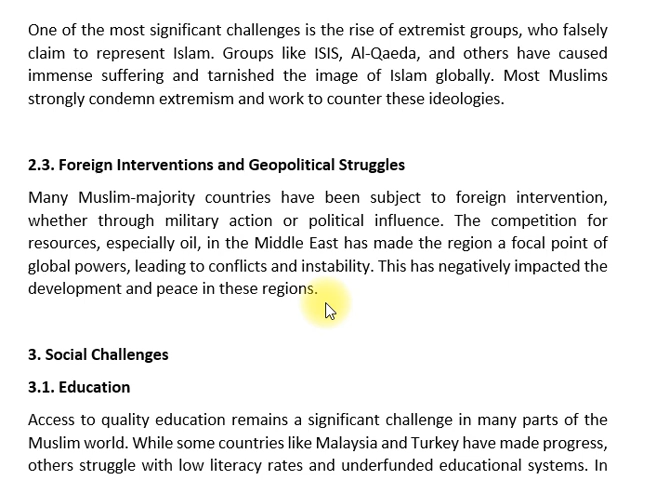 One of the most significant challenges is the rise of extremist groups, who falsely
claim to represent Islam. Groups like ISIS, Al-Qaeda, and others have caused
immense suffering and tarnished the image of Islam globally. Most Muslims
strongly condemn extremism and work to counter these ideologies.
2.3. Foreign Interventions and Geopolitical Struggles
Many Muslim-majority countries have been subject to foreign intervention,
whether through military action or political influence. The competition for
resources, especially oil, in the Middle East has made the region a focal point of
global powers, leading to conflicts and instability. This has negatively impacted the
development and peace in these regions.
3. Social Challenges
3.1. Education
Access to quality education remains a significant challenge in many parts of the
Muslim world. While some countries like Malaysia and Turkey have made progress,
others struggle with low literacy rates and underfunded educational systems. In